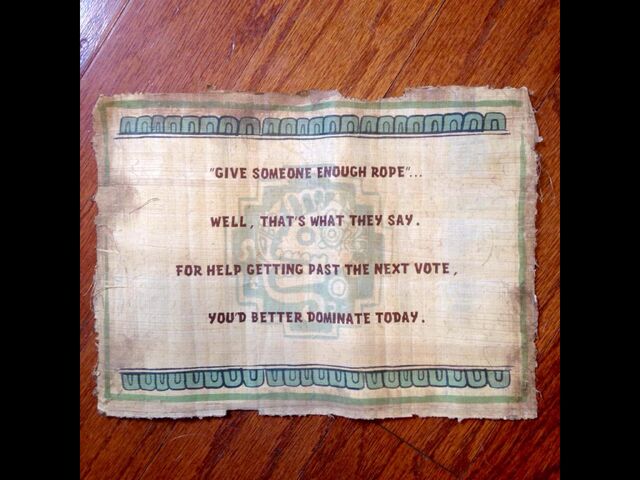 "GIVE SOMEONE ENOUGH ROPE"...
WELL, THAT'S WHAT THEY SAY.
FOR HELP GETTING PAST THE NEXT VOTE,
YOU'D BETTER DOMINATE TODAY.